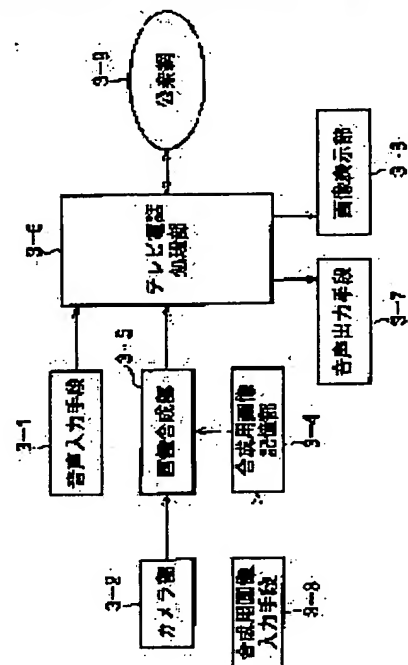 3-1
音声入力手段
3-2
カメラ部
3-5
画像合成部
合成用画像
記憶部
3-4
合成用画像
入力手段
3-8
3-6
テレビ電話
処理部
3-9
公衆網
音声出力手段
3-7
画像表示部
3-3